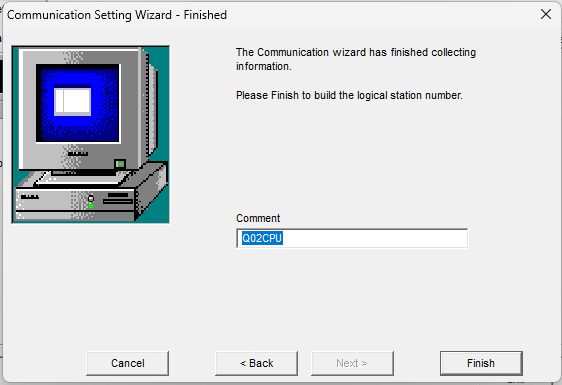 Communication Setting Wizard - Finished
The Communication wizard has finished collecting
information.
Please Finish to build the logical station number.
Comment
Q02CPU
Cancel
< Back
Next >
Finish